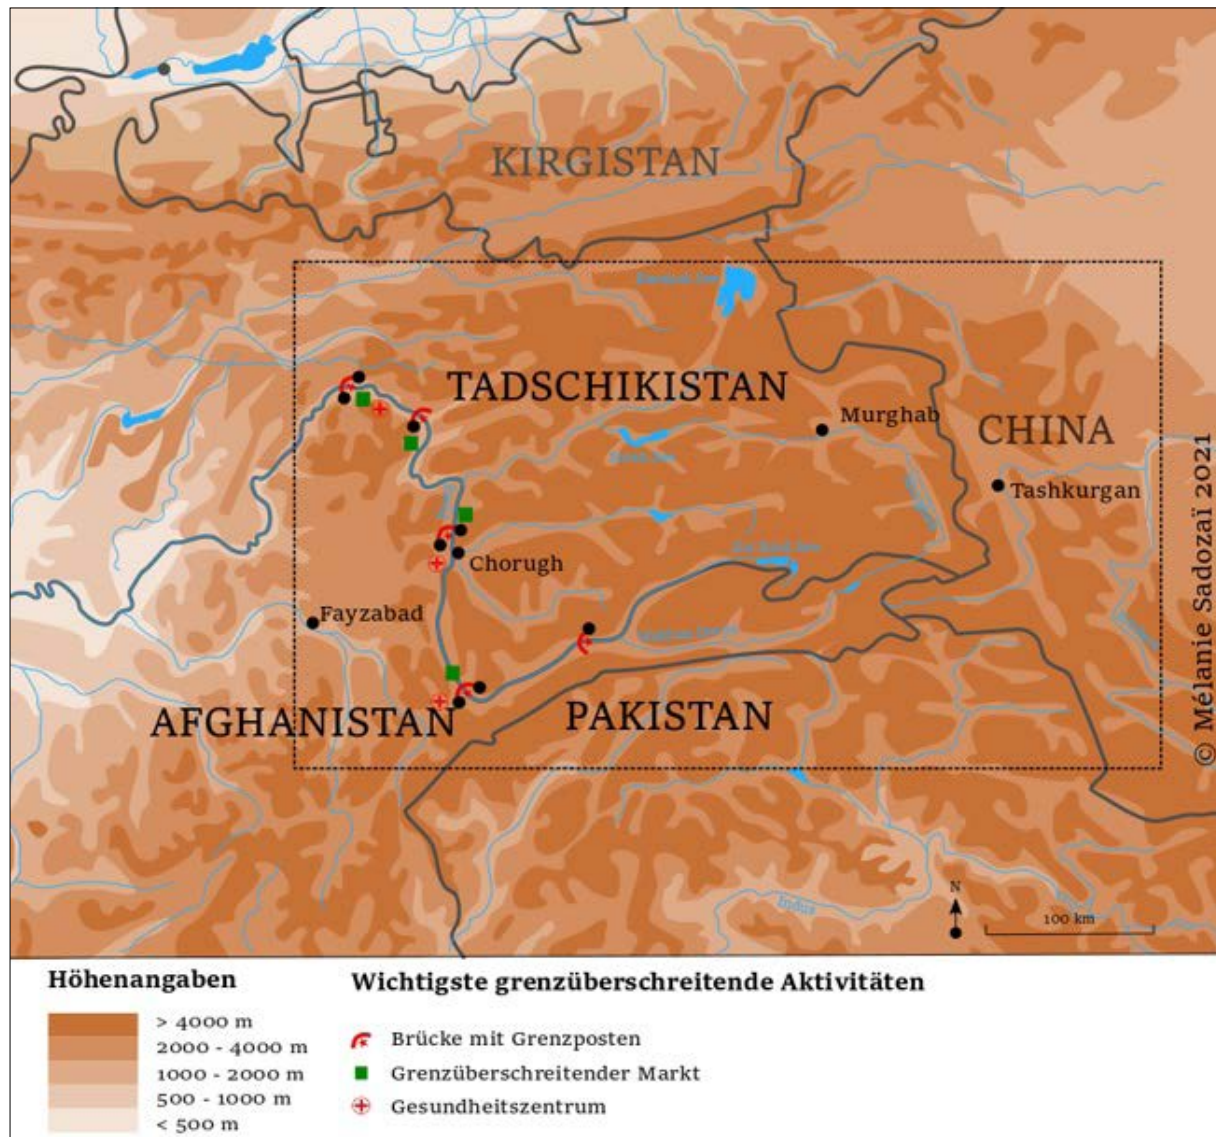 KIRGISTAN
TADSCHIKISTAN
Murghab
CHINA
Tashkurgan
Chorugh
Fayzabad
AFGHANISTAN
PAKISTAN
Indus
N
100 km
© Mélanie Sadozaï 2021
Höhenangaben
> 4000 m
2000 - 4000 m
1000 - 2000 m
500 - 1000 m
< 500 m
Wichtigste grenzüberschreitende Aktivitäten
Brücke mit Grenzposten
Grenzüberschreitender Markt
Gesundheitszentrum